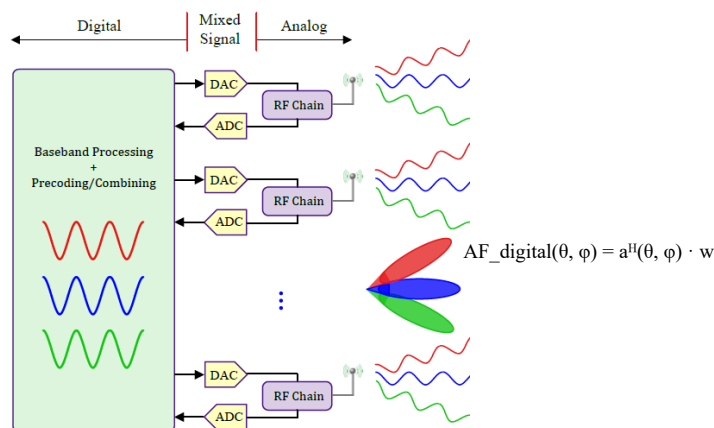 Digital
Mixed
Signal
Analog
DAC
RF Chain
ADC
Baseband Processing
+
Precoding/Combining
DAC
RF Chain
ADC
AF_digital(θ, φ) = aᴴ(θ, φ) · w
DAC
RF Chain
ADC